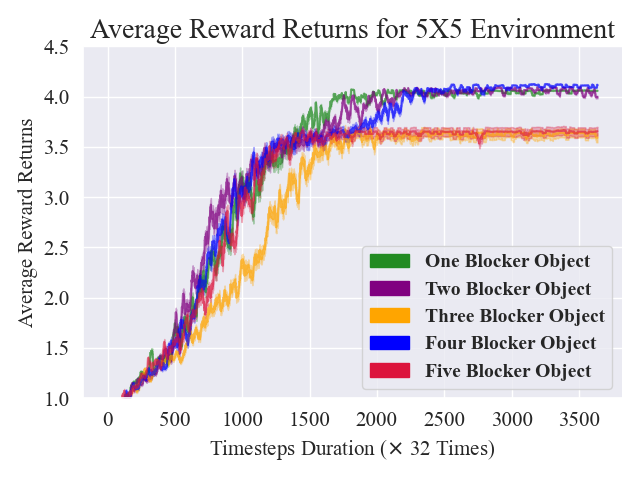 Average Reward Returns for 5X5 Environment
4.5
4.0
3.5
3.0
2.5
2.0
1.5
1.0
Average Reward Returns
One Blocker Object
Two Blocker Object
Three Blocker Object
Four Blocker Object
Five Blocker Object
0 500 1000 1500 2000 2500 3000 3500
Timesteps Duration (× 32 Times)